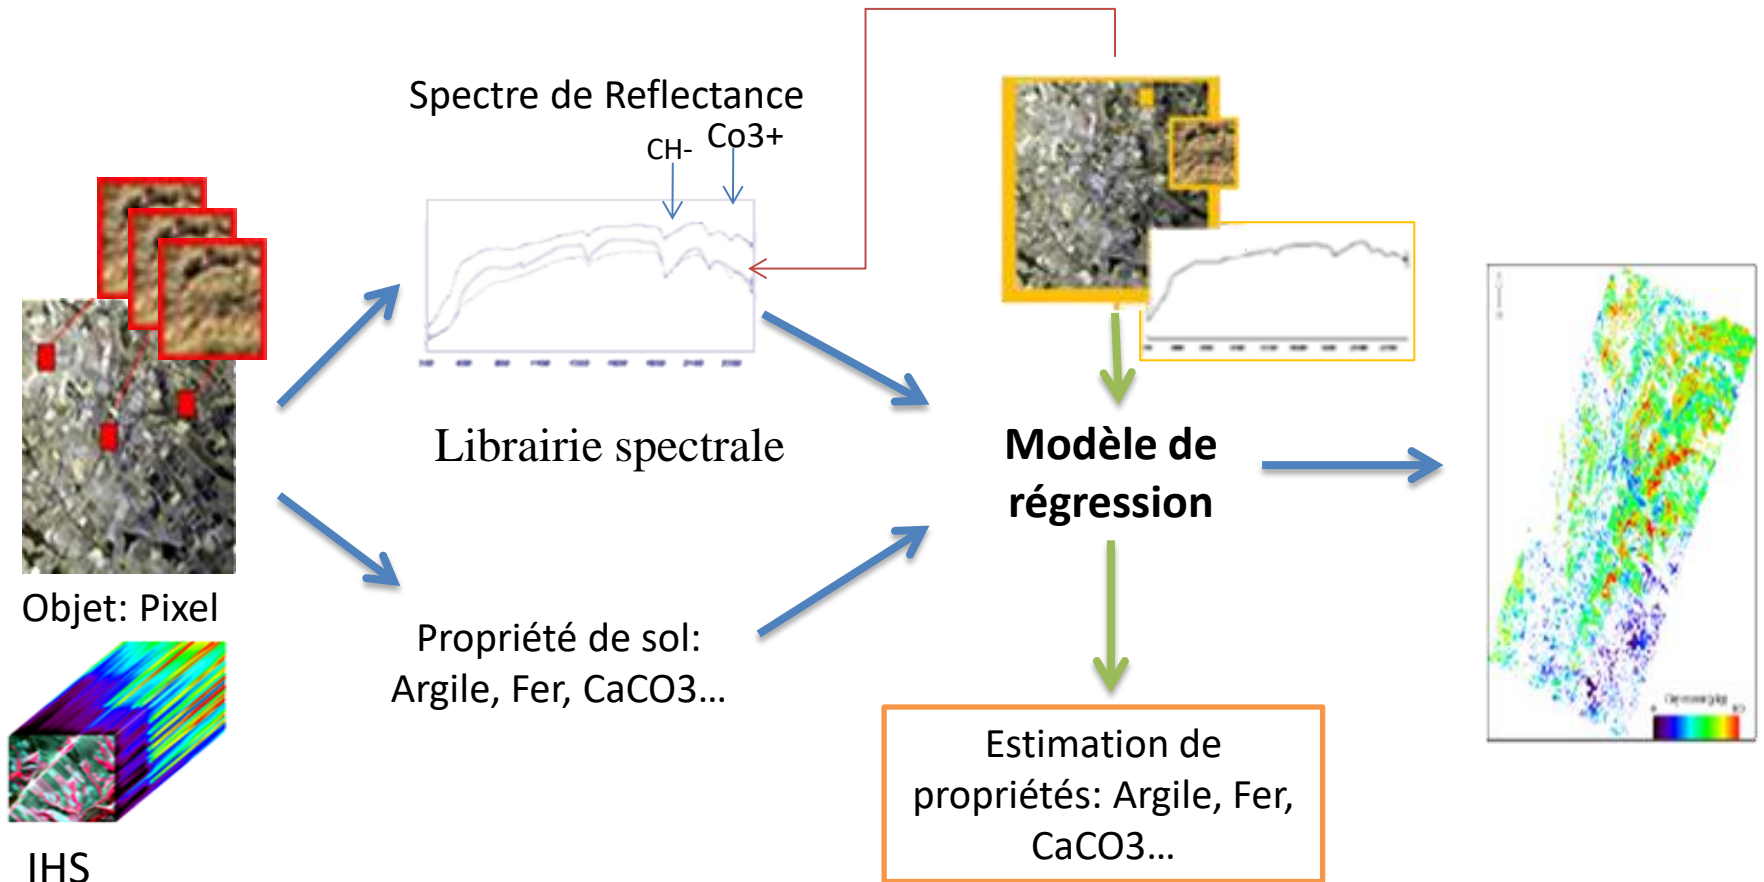 Spectre de Reflectance
CH-
Co3+
Librairie spectrale
Objet: Pixel
IHS
Propriété de sol:
Argile, Fer, CaCO3...
Modèle de
régression
Estimation de
propriétés: Argile, Fer,
CaCO3...